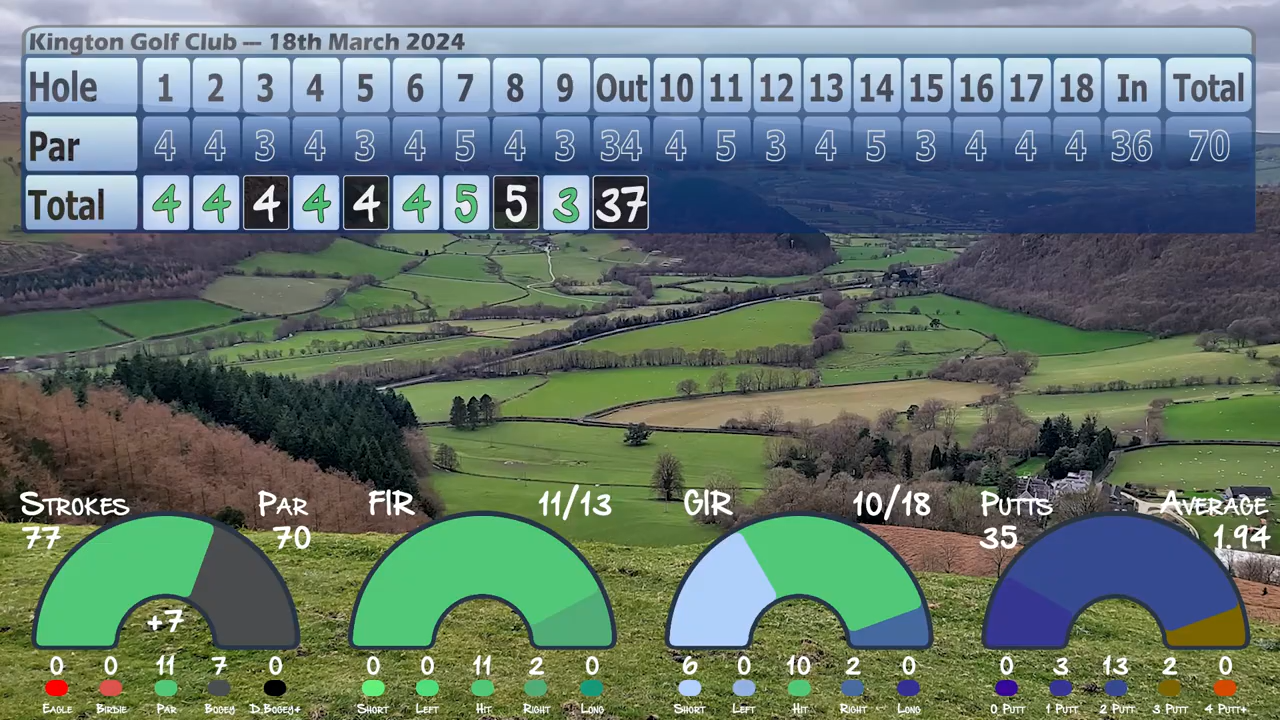 Kington Golf Club — 18th March 2024
Hole 1 2 3 4 5 6 7 8 9 Out 10 11 12 13 14 15 16 17 18 In Total
Par 4 4 3 4 3 4 5 4 3 34 4 5 3 4 5 3 4 4 4 36 70
Total 4 4 4 4 4 4 5 5 3 37
Strokes Par FIR 11/13 GIR 10/18 Putts Average
77 70 35 1.94
+7
0 0 11 7 0 0 0 11 2 0 6 0 10 2 0 0 3 13 2 0
Eagle Birdie Par Bogey D.Bogey+ Short Left Hit Right Long Short Left Hit Right Long 0 Putt 1 Putt 2 Putt 3 Putt 4 Putt+